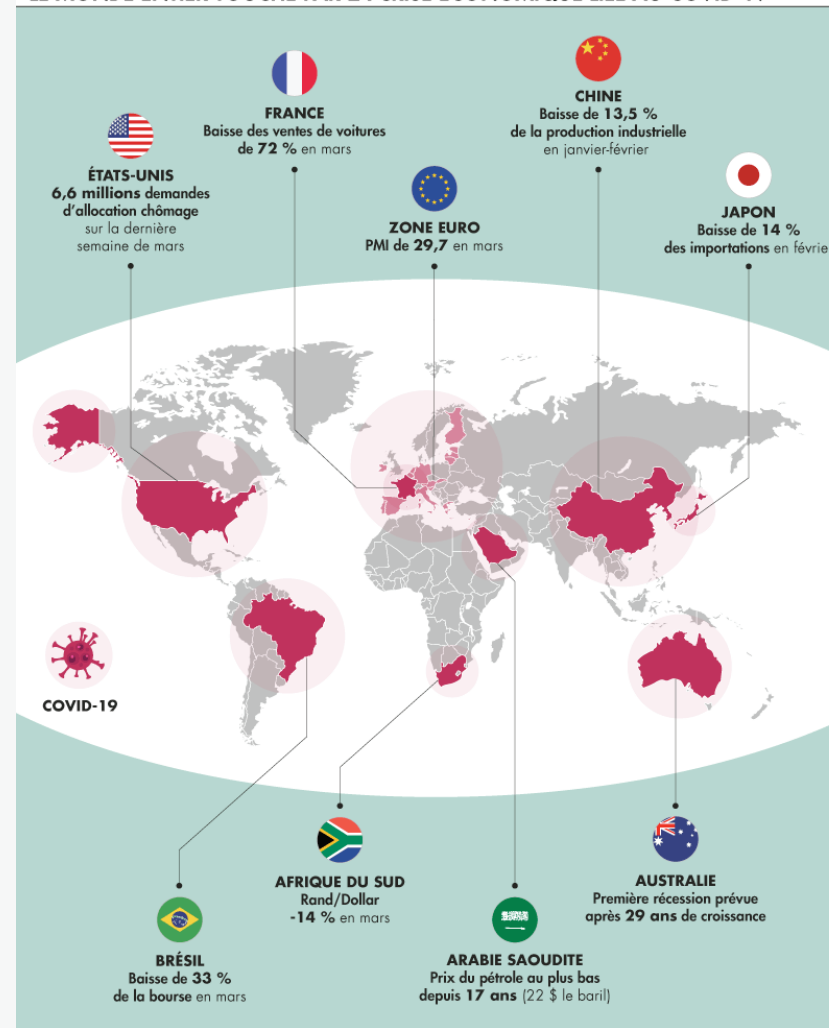 FRANCE
Baisse des ventes de voitures
de 72 % en mars
CHINE
Baisse de 13,5 %
de la production industrielle
en janvier-février
ÉTATS-UNIS
6,6 millions demandes
d'allocation chômage
sur la dernière
semaine de mars
ZONE EURO
PMI de 29,7 en mars
JAPON
Baisse de 14 %
des importations en févrie
COVID-19
AFRIQUE DU SUD
Rand/Dollar
-14 % en mars
AUSTRALIE
Première récession prévue
après 29 ans de croissance
BRÉSIL
Baisse de 33 %
de la bourse en mars
ARABIE SAOUDITE
Prix du pétrole au plus bas
depuis 17 ans (22 $ le baril)